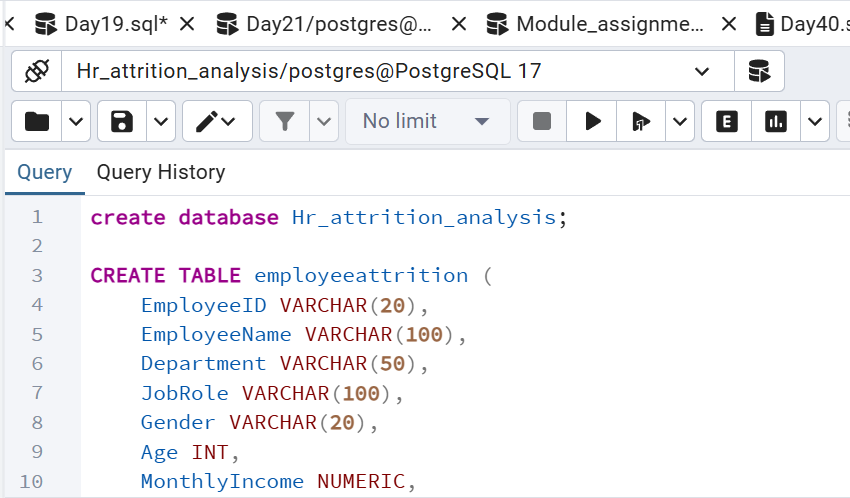 Day19.sql* Day21/postgres@... Module_assignme... Day40.s
Hr_attrition_analysis/postgres@PostgreSQL 17
No limit E 1
Query Query History
1 create database Hr_attrition_analysis;
2
3 CREATE TABLE employeeattrition (
4 EmployeeID VARCHAR(20),
5 EmployeeName VARCHAR(100),
6 Department VARCHAR(50),
7 JobRole VARCHAR(100),
8 Gender VARCHAR(20),
9 Age INT,
10 MonthlyIncome NUMERIC,